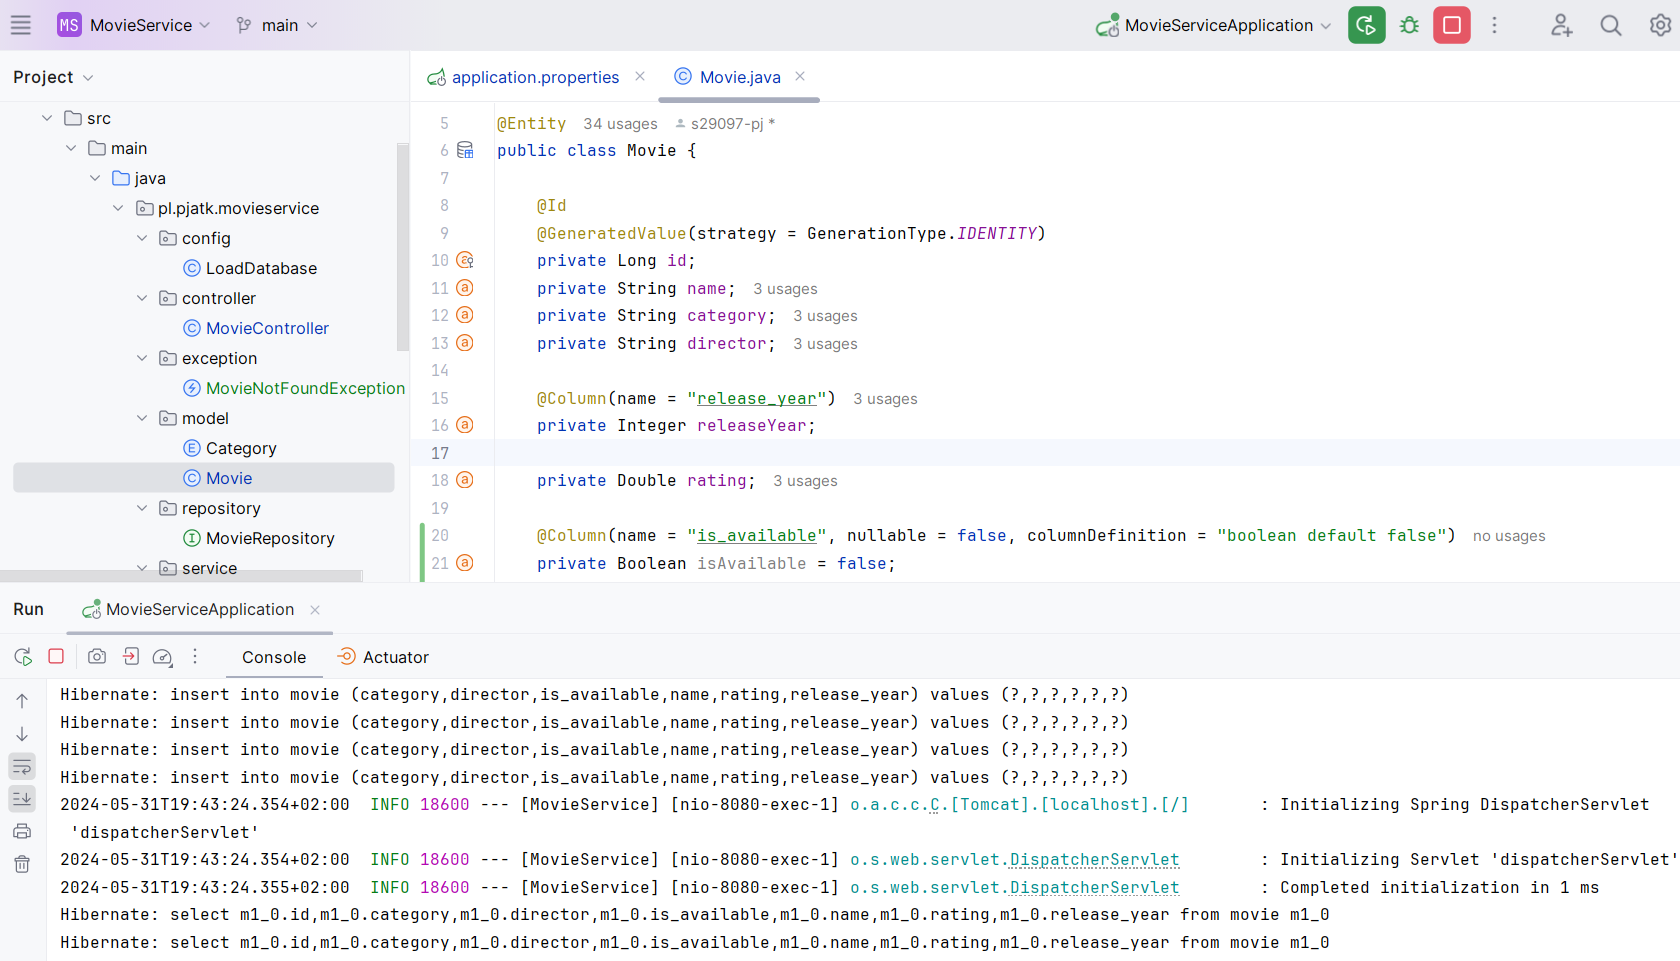 MS MovieService main MovieServiceApplication
Project
application.properties Movie.java
src
main
java
pl.pjatk.movieservice
config
LoadDatabase
controller
MovieController
exception
MovieNotFoundException
model
Category
Movie
repository
MovieRepository
service
5 @Entity 34 usages s29097-pj *
6 public class Movie {
7
8 @Id
9 @GeneratedValue(strategy = GenerationType.IDENTITY)
10 private Long id;
11 private String name; 3 usages
12 private String category; 3 usages
13 private String director; 3 usages
14
15 @Column(name = "release_year") 3 usages
16 private Integer releaseYear;
17
18 private Double rating; 3 usages
19
20 @Column(name = "is_available", nullable = false, columnDefinition = "boolean default false") no usages
21 private Boolean isAvailable = false;
Run MovieServiceApplication
Console Actuator
Hibernate: insert into movie (category,director,is_available,name,rating,release_year) values (?,?,?,?,?,?)
Hibernate: insert into movie (category,director,is_available,name,rating,release_year) values (?,?,?,?,?,?)
Hibernate: insert into movie (category,director,is_available,name,rating,release_year) values (?,?,?,?,?,?)
Hibernate: insert into movie (category,director,is_available,name,rating,release_year) values (?,?,?,?,?,?)
2024-05-31T19:43:24.354+02:00 INFO 18600 --- [MovieService] [nio-8080-exec-1] o.a.c.c.C.[Tomcat].[localhost].[/] : Initializing Spring DispatcherServlet
'dispatcherServlet'
2024-05-31T19:43:24.354+02:00 INFO 18600 --- [MovieService] [nio-8080-exec-1] o.s.web.servlet.DispatcherServlet : Initializing Servlet 'dispatcherServlet'
2024-05-31T19:43:24.355+02:00 INFO 18600 --- [MovieService] [nio-8080-exec-1] o.s.web.servlet.DispatcherServlet : Completed initialization in 1 ms
Hibernate: select m1_0.id,m1_0.category,m1_0.director,m1_0.is_available,m1_0.name,m1_0.rating,m1_0.release_year from movie m1_0
Hibernate: select m1_0.id,m1_0.category,m1_0.director,m1_0.is_available,m1_0.name,m1_0.rating,m1_0.release_year from movie m1_0